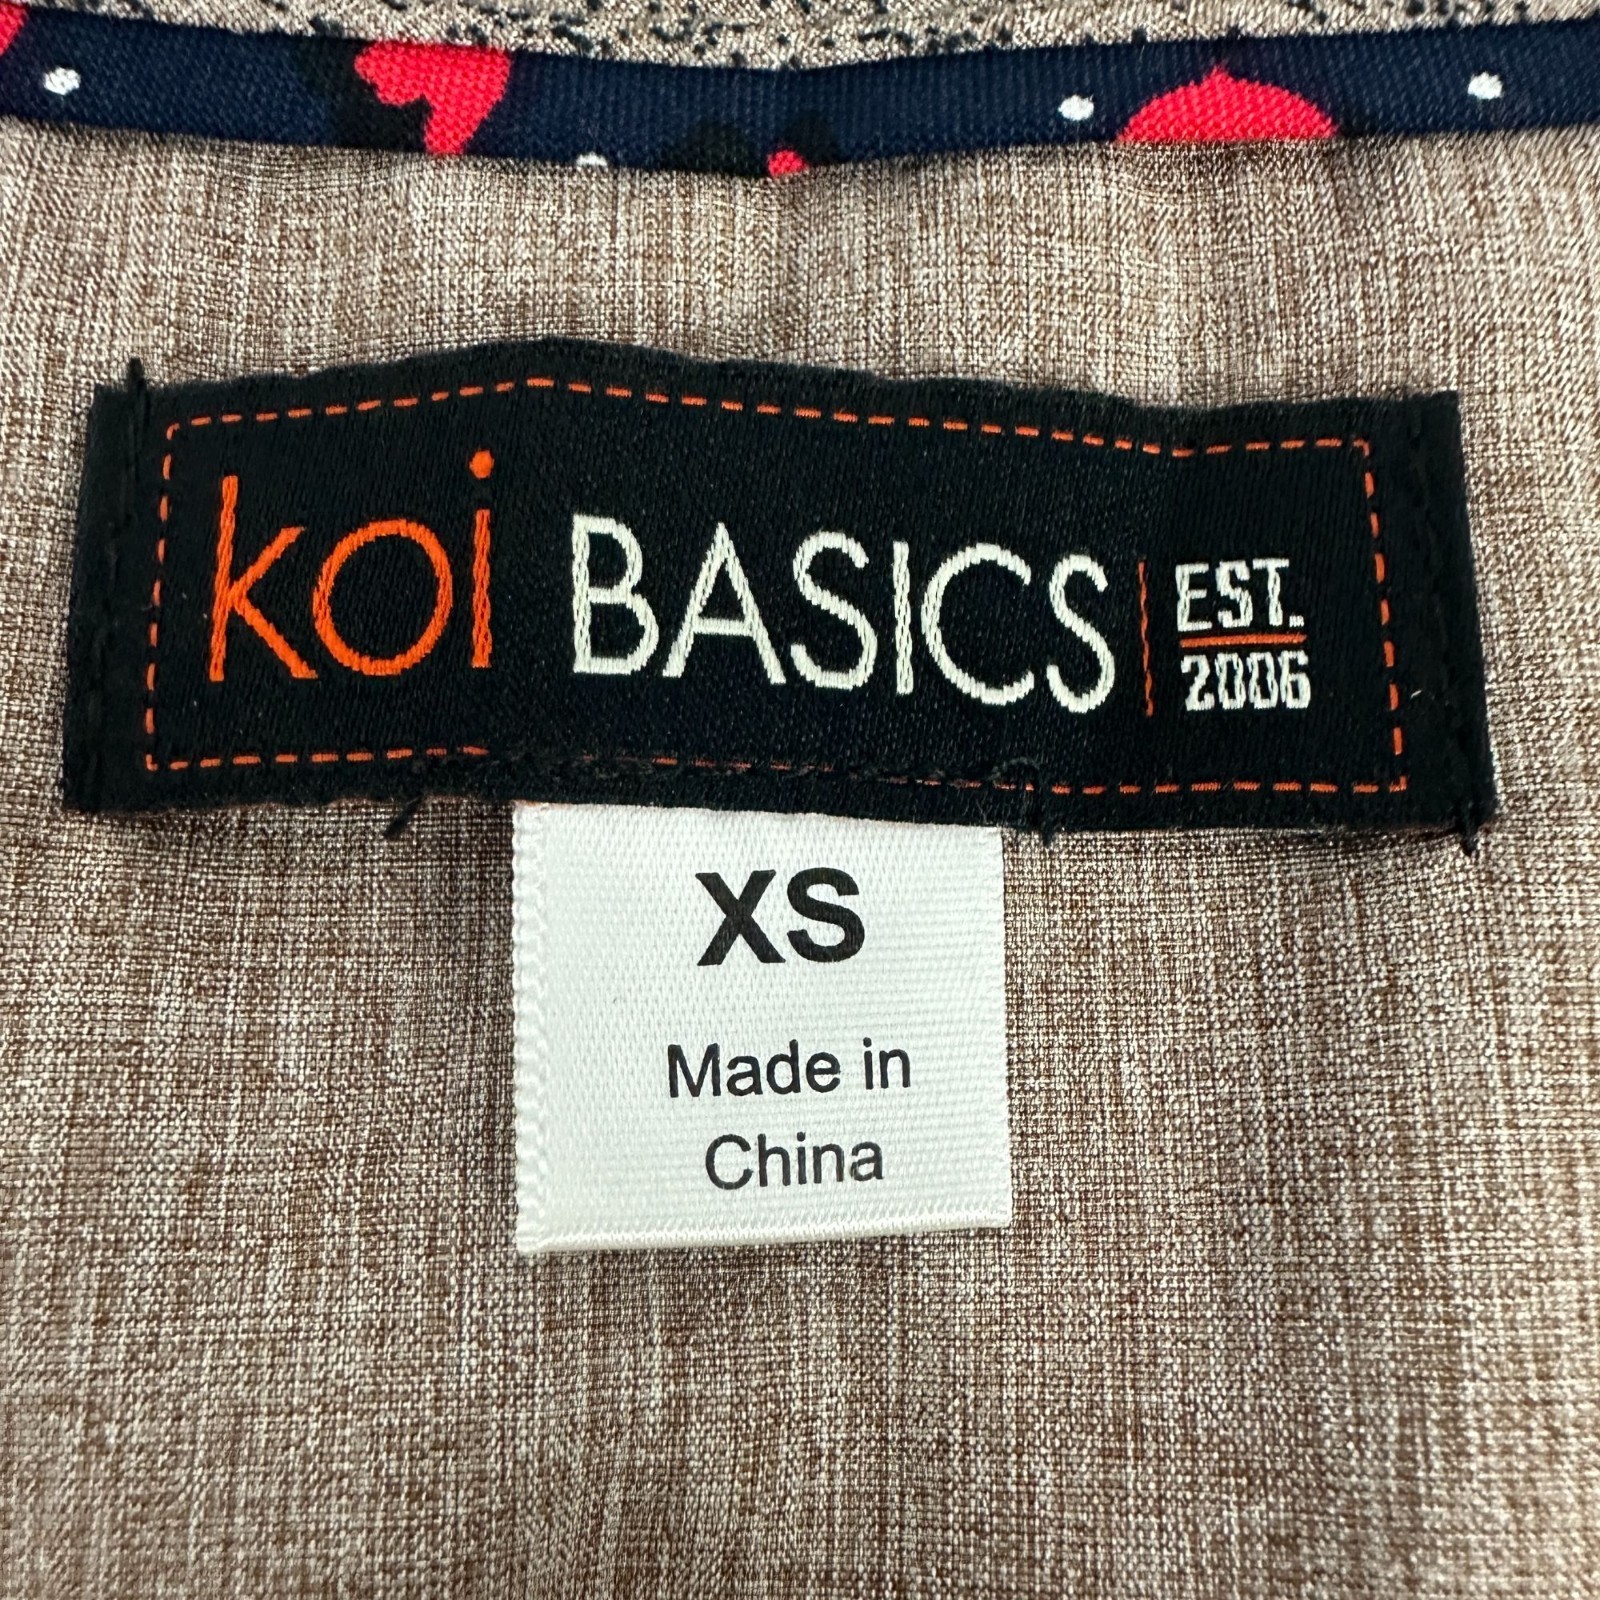 koi BASICS | EST. 2006
XS
Made in
China